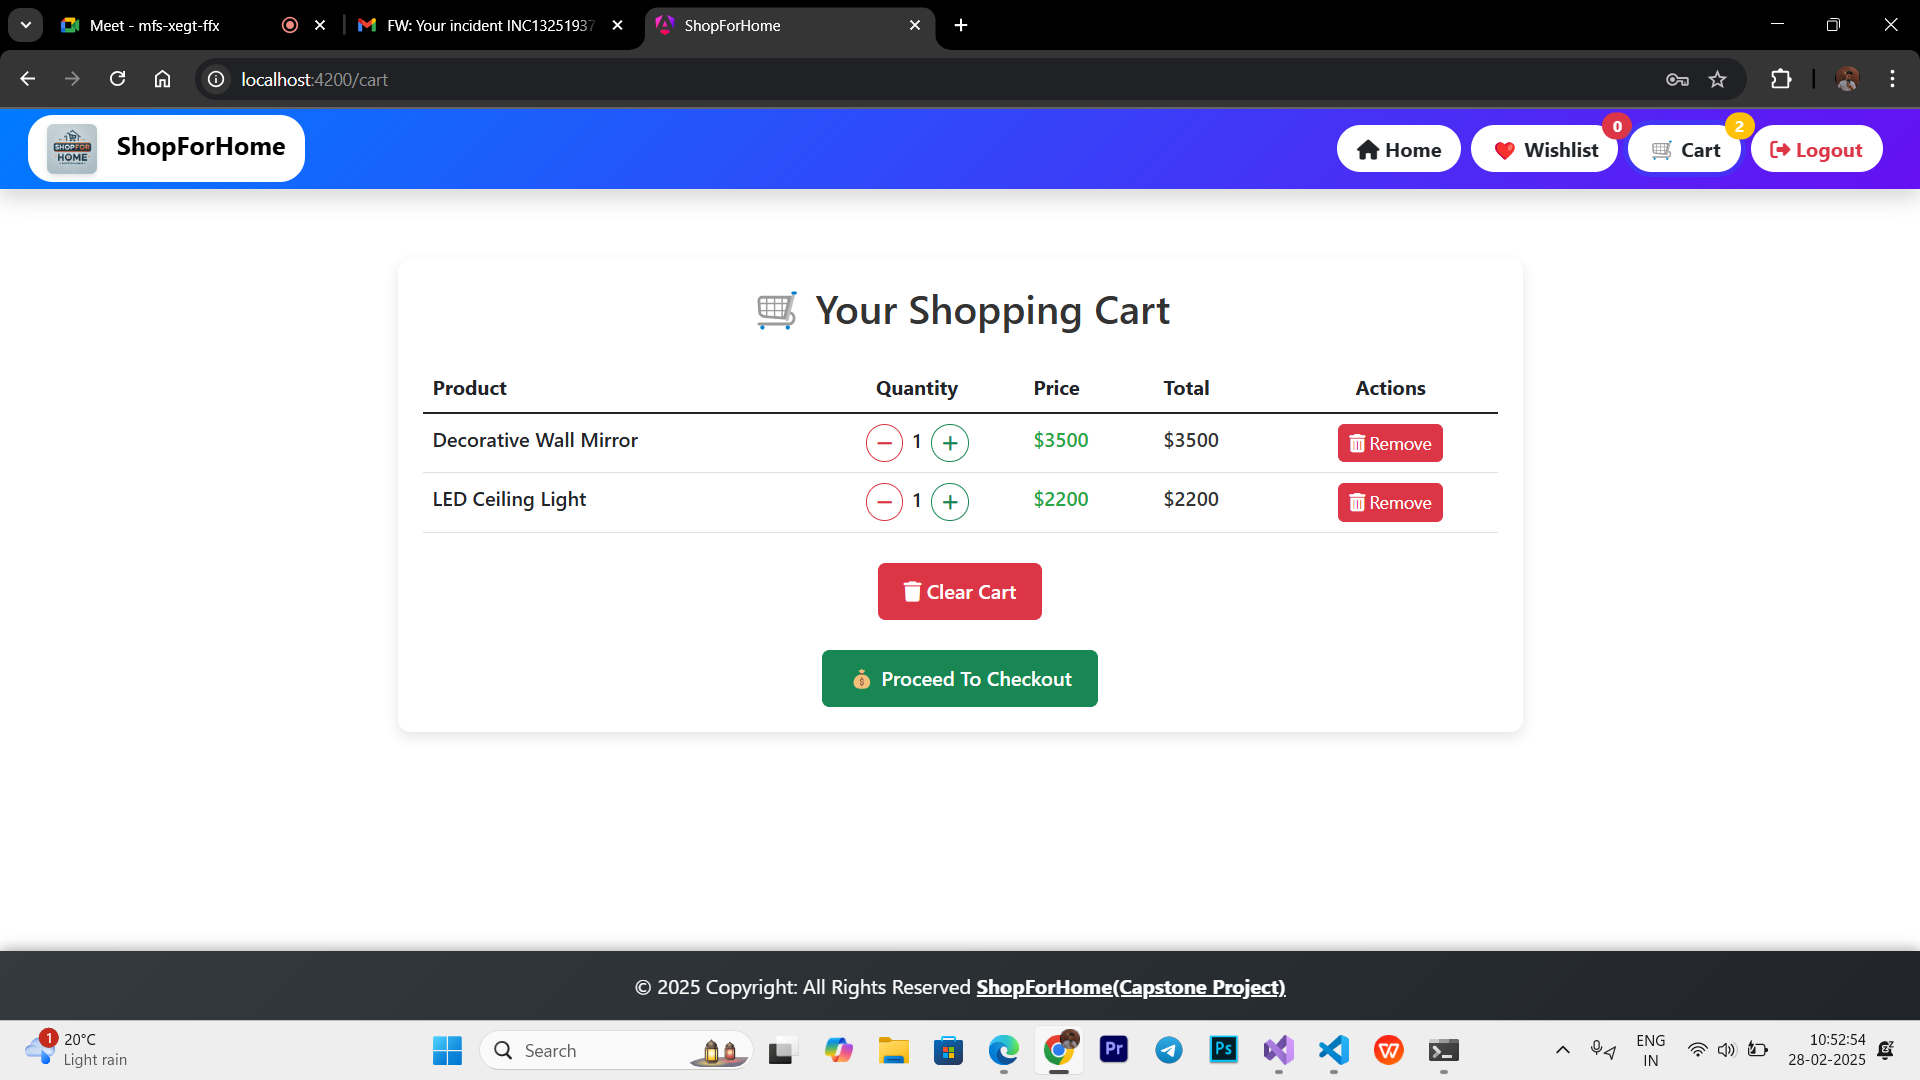 Meet - mfs-xegt-ffx
FW: Your incident INC13251937
ShopForHome
localhost:4200/cart
SHOPFOR
HOME
ShopForHome
Home
Wishlist
0
Cart
2
Logout
Your Shopping Cart
Product Quantity Price Total Actions
Decorative Wall Mirror 1 $3500 $3500 Remove
LED Ceiling Light 1 $2200 $2200 Remove
Clear Cart
$ Proceed To Checkout
© 2025 Copyright: All Rights Reserved ShopForHome(Capstone Project)
1
20°C
Light rain
Search
Pr
Ps
W
ENG
IN
10:52:54
28-02-2025